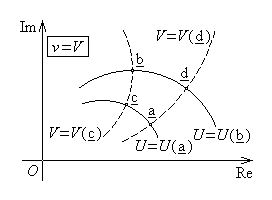 Im
ν=V
V=V(d)
b
d
c
a
V=V(c)
U=U(a)
U=U(b)
O
Re